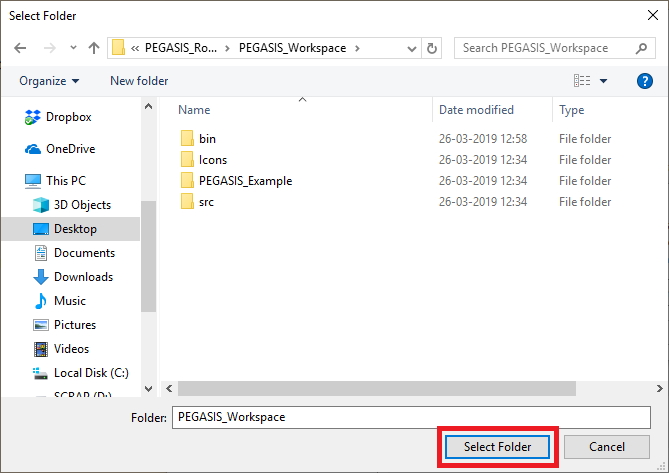 Select Folder
« PEGASIS_Ro... > PEGASIS_Workspace >
Search PEGASIS_Workspace
Organize
New folder
?
Name
Date modified
Type
Dropbox
OneDrive
This PC
3D Objects
Desktop
Documents
Downloads
Music
Pictures
Videos
Local Disk (C:)
SCRAP (D:)
bin 26-03-2019 12:58 File folder
Icons 26-03-2019 12:34 File folder
PEGASIS_Example 26-03-2019 12:34 File folder
src 26-03-2019 12:34 File folder
Folder: PEGASIS_Workspace
Select Folder
Cancel